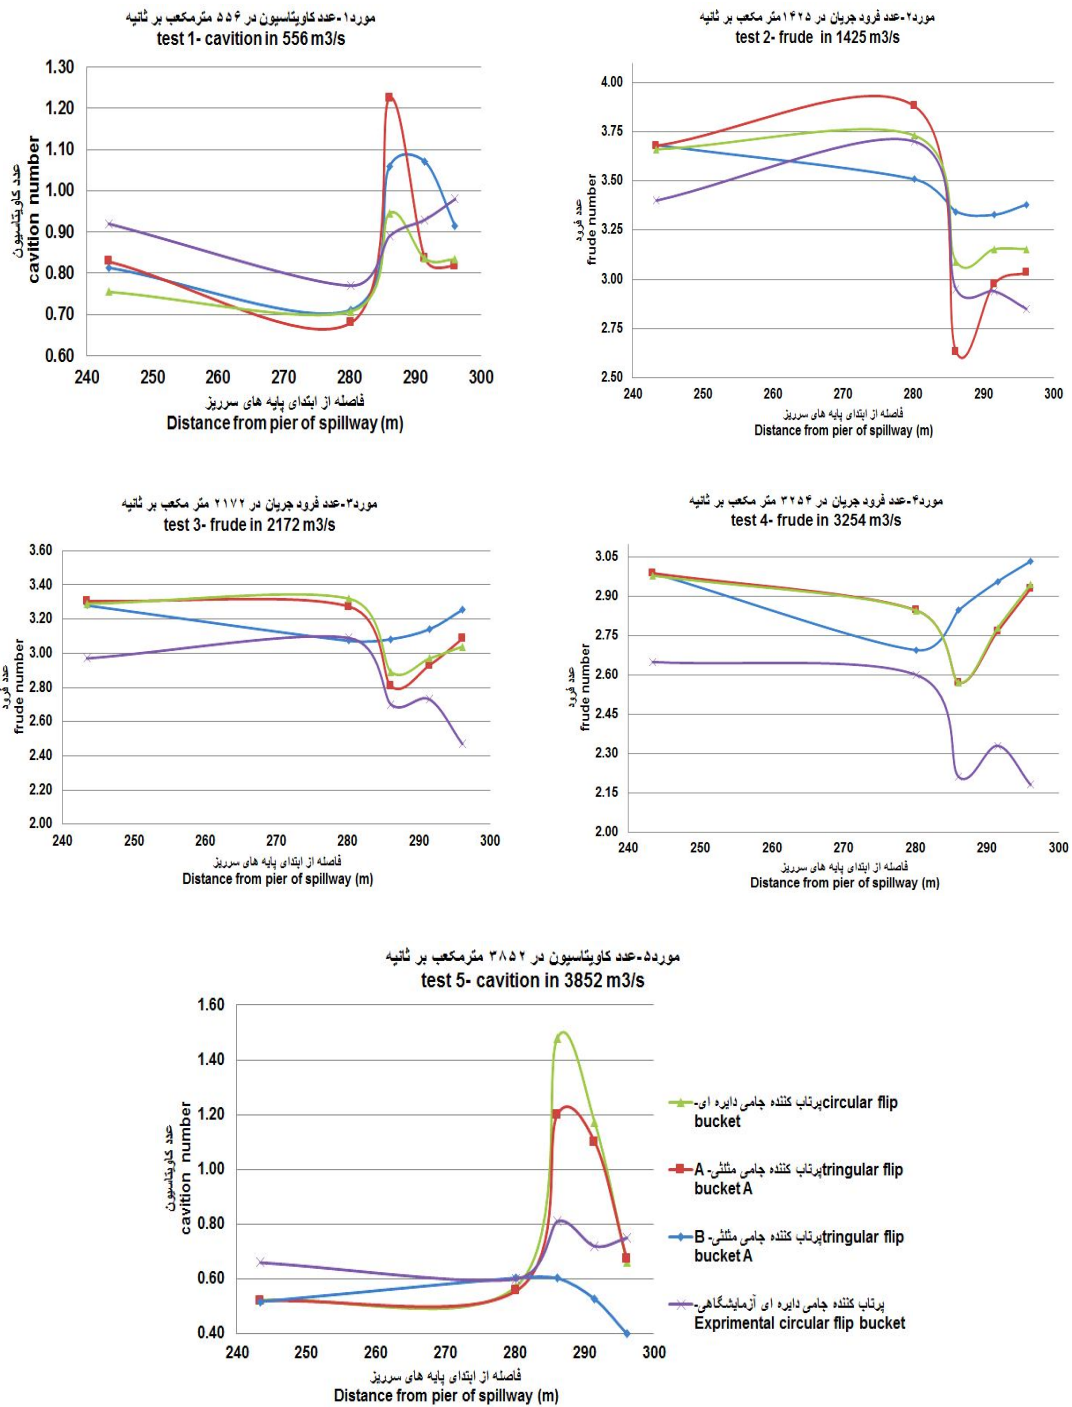 مورد۱-عدد کاویتاسیون در ۵۵۶ مترمکعب بر ثانیه
test 1- cavition in 556 m3/s
1.30
1.20
1.10
1.00
0.90
0.80
0.70
0.60
عدد کاویتاسیون
cavition number
240 250 260 270 280 290 300
فاصله از ابتدای پایه های سرریز
Distance from pier of spillway (m)
مورد۲-عدد فرود جریان در ۱۴۲۵متر مکعب بر ثانیه
test 2- frude in 1425 m3/s
4.00
3.75
3.50
3.25
3.00
2.75
2.50
عدد فرود
frude number
240 250 260 270 280 290 300
فاصله از ابتدای پایه های سرریز
Distance from pier of spillway (m)
مورد۳-عدد فرود جریان در ۲۱۷۲ متر مکعب بر ثانیه
test 3- frude in 2172 m3/s
3.60
3.40
3.20
3.00
2.80
2.60
2.40
2.20
2.00
عدد فرود
frude number
240 250 260 270 280 290 300
فاصله از ابتدای پایه های سرریز
Distance from pier of spillway (m)
مورد۴-عدد فرود جریان در ۳۲۵۴ متر مکعب بر ثانیه
test 4- frude in 3254 m3/s
3.05
2.90
2.75
2.60
2.45
2.30
2.15
2.00
عدد فرود
frude number
240 250 260 270 280 290 300
فاصله از ابتدای پایه های سرریز
Distance from pier of spillway (m)
مورد۵-عدد کاویتاسیون در ۳۸۵۲ مترمکعب بر ثانیه
test 5- cavition in 3852 m3/s
1.60
1.40
1.20
1.00
0.80
0.60
0.40
عدد کاویتاسیون
cavition number
240 250 260 270 280 290 300
فاصله از ابتدای پایه های سرریز
Distance from pier of spillway (m)
پرتاب کننده جامی دایره ای-circular flip
bucket
پرتاب کننده جامی مثلثی- A tringular flip
bucket A
پرتاب کننده جامی مثلثی- B tringular flip
bucket A
پرتاب کننده جامی دایره ای آزمایشگاهی-
Exprimental circular flip bucket